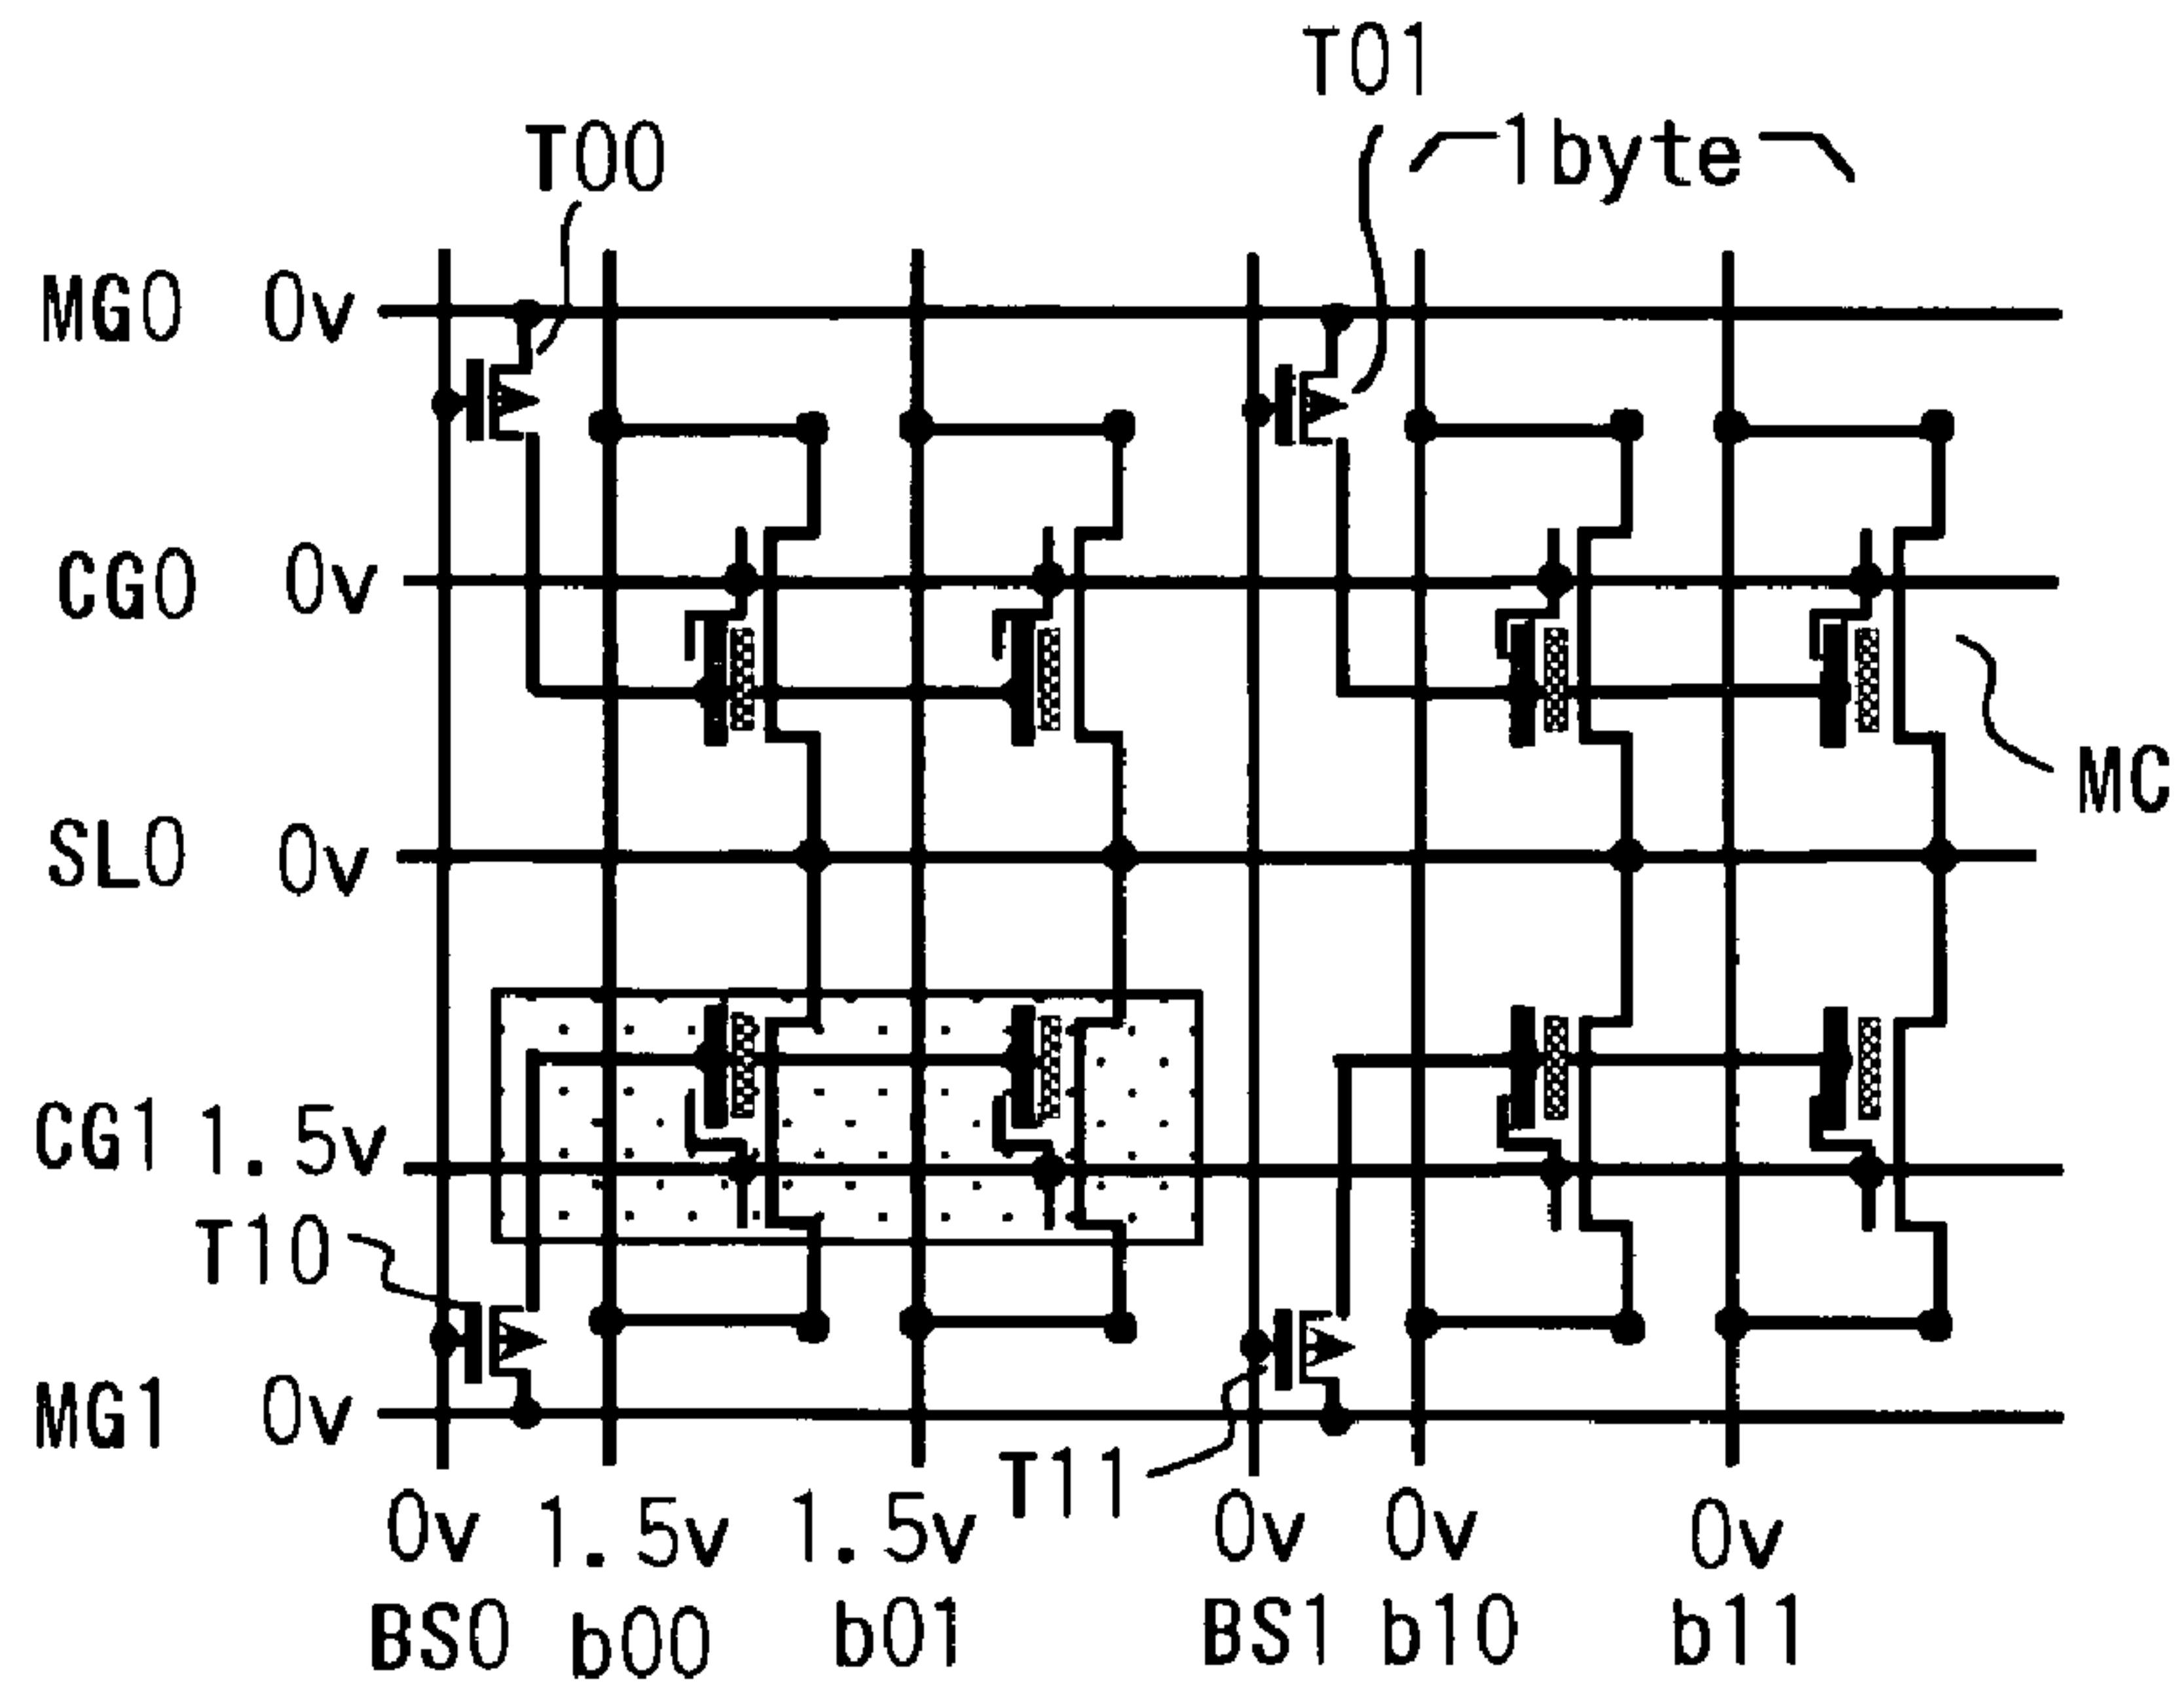 T01
T00
1byte
MG0 0v
CG0 0v
MC
SL0 0v
CG1 1.5v
T10
MG1 0v
T11
0v 1.5v 1.5v 0v 0v 0v
BS0 b00 b01 BS1 b10 b11